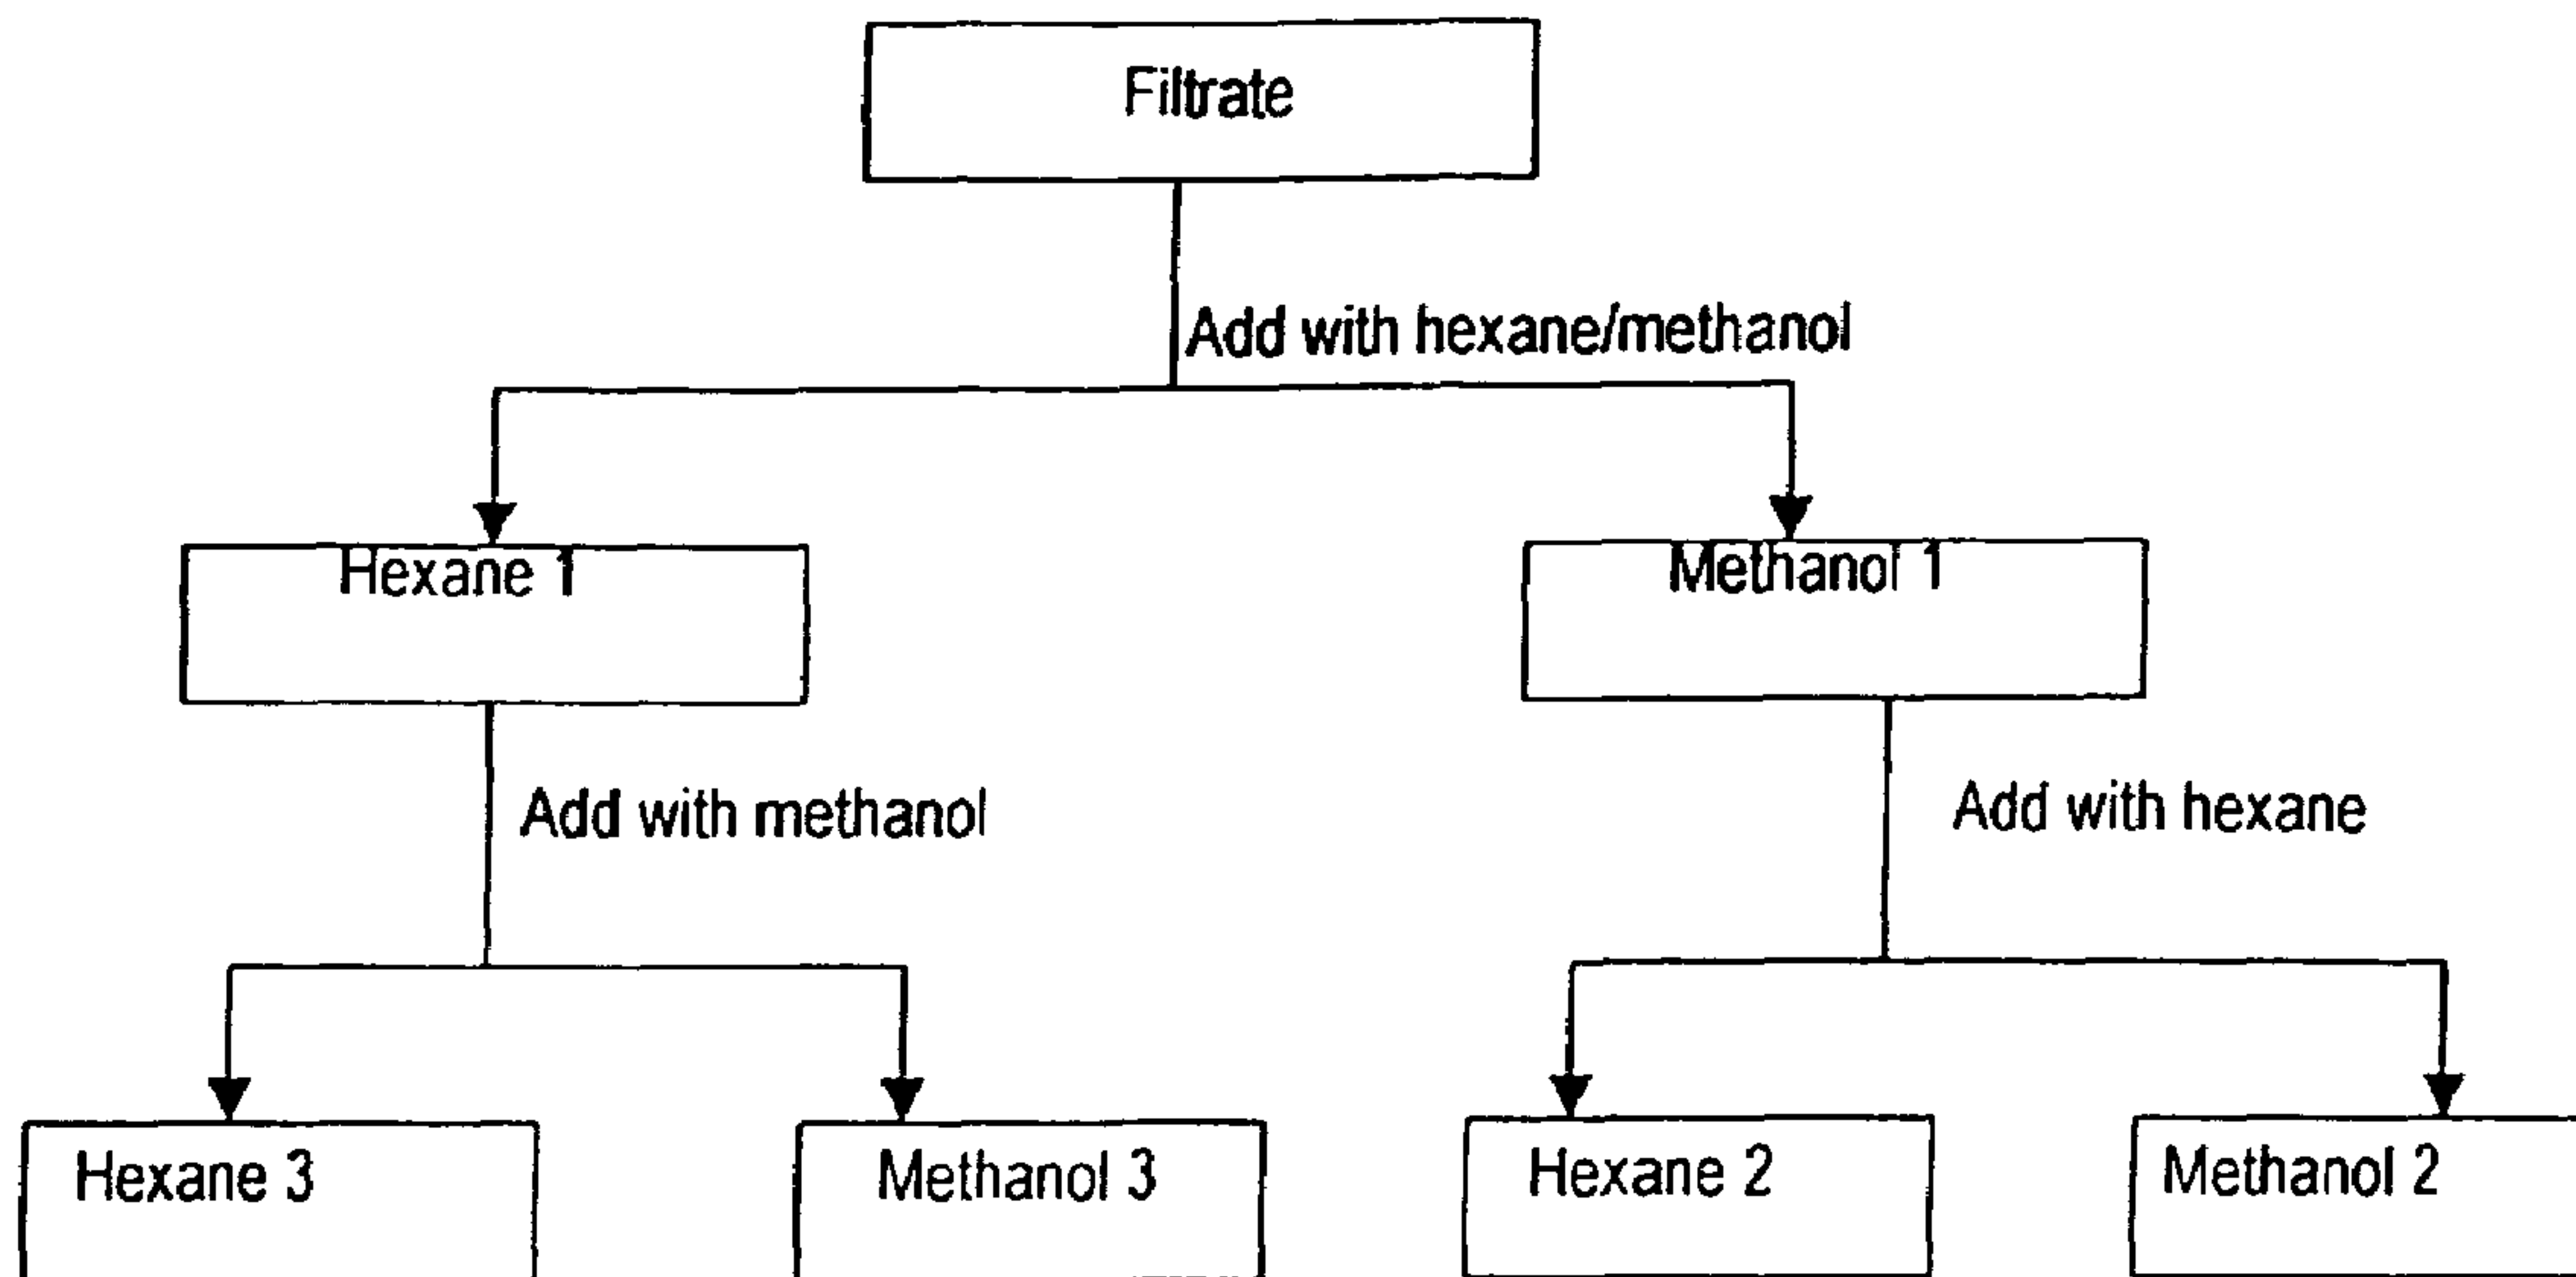 Filtrate
Add with hexane/methanol
Hexane 1
Methanol 1
Add with methanol
Add with hexane
Hexane 3
Methanol 3
Hexane 2
Methanol 2